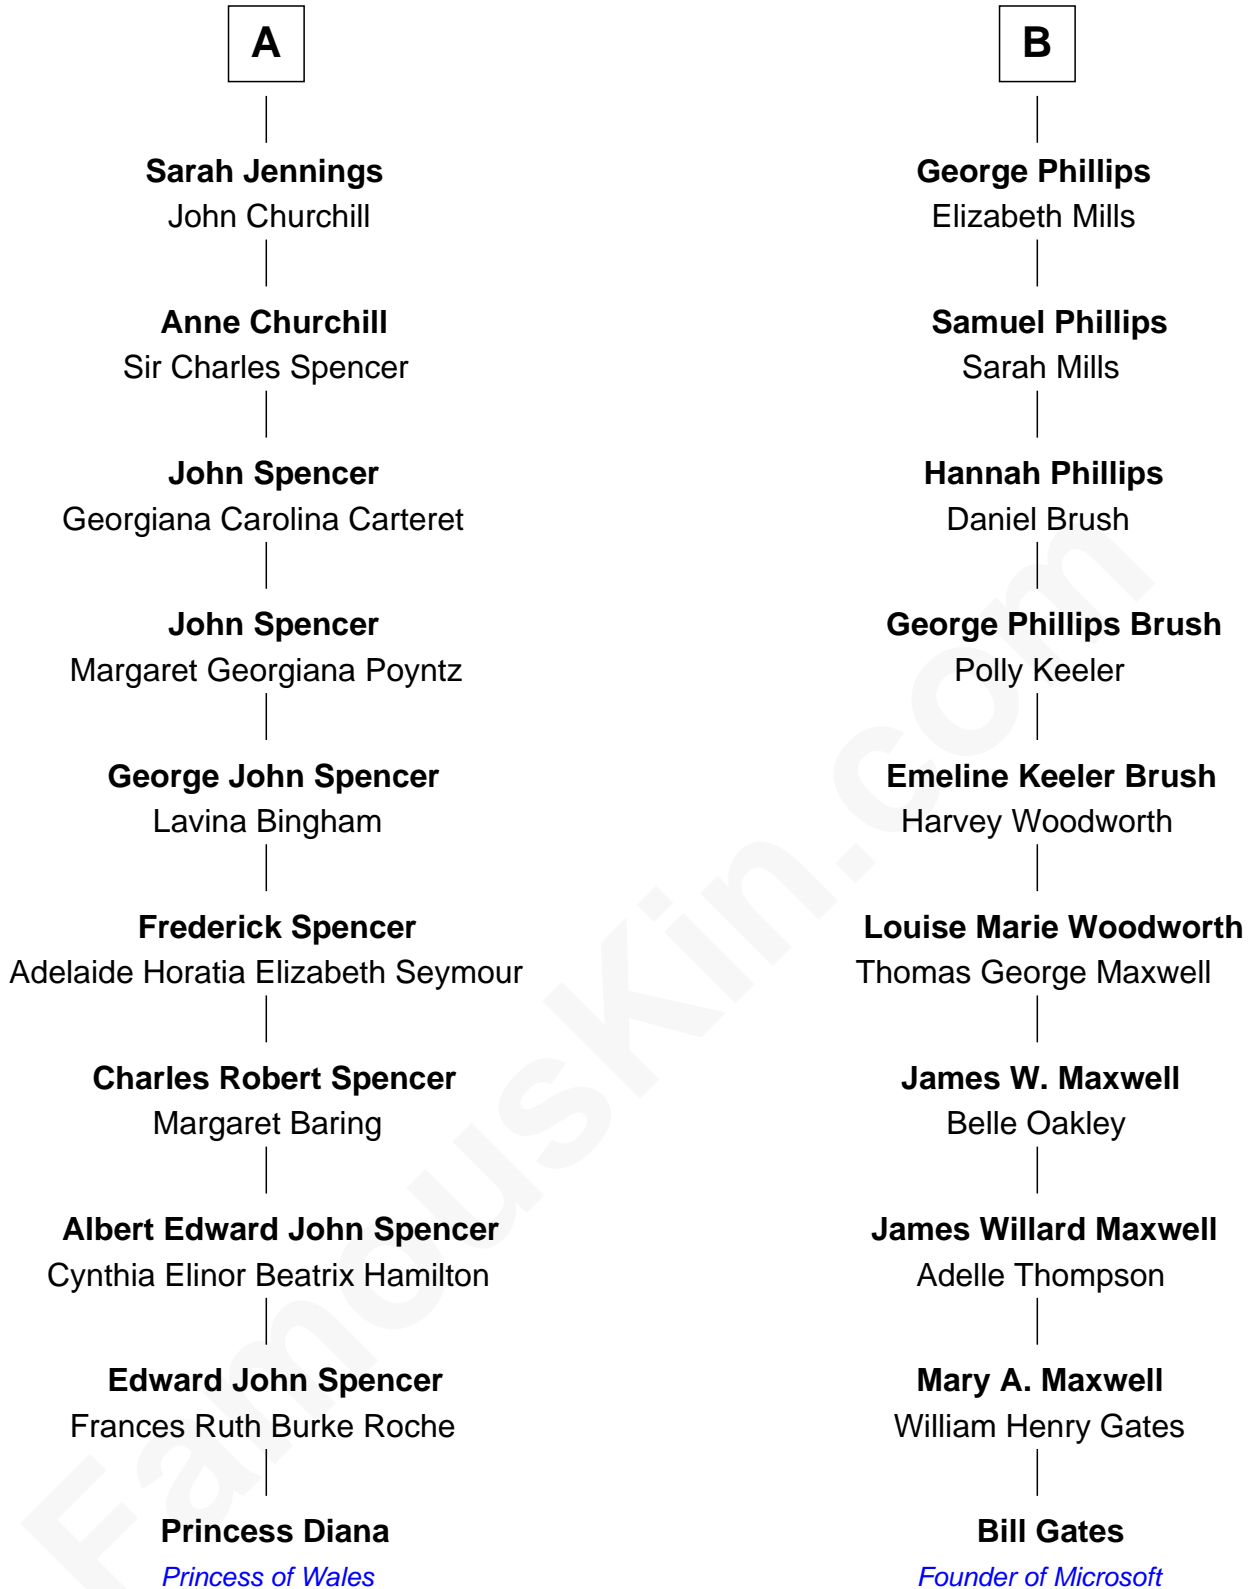 A
Sarah Jennings
John Churchill
Anne Churchill
Sir Charles Spencer
John Spencer
Georgiana Carolina Carteret
John Spencer
Margaret Georgiana Poyntz
George John Spencer
Lavina Bingham
Frederick Spencer
Adelaide Horatia Elizabeth Seymour
Charles Robert Spencer
Margaret Baring
Albert Edward John Spencer
Cynthia Elinor Beatrix Hamilton
Edward John Spencer
Frances Ruth Burke Roche
Princess Diana
Princess of Wales
B
George Phillips
Elizabeth Mills
Samuel Phillips
Sarah Mills
Hannah Phillips
Daniel Brush
George Phillips Brush
Polly Keeler
Emeline Keeler Brush
Harvey Woodworth
Louise Marie Woodworth
Thomas George Maxwell
James W. Maxwell
Belle Oakley
James Willard Maxwell
Adelle Thompson
Mary A. Maxwell
William Henry Gates
Bill Gates
Founder of Microsoft
FamousKin.com